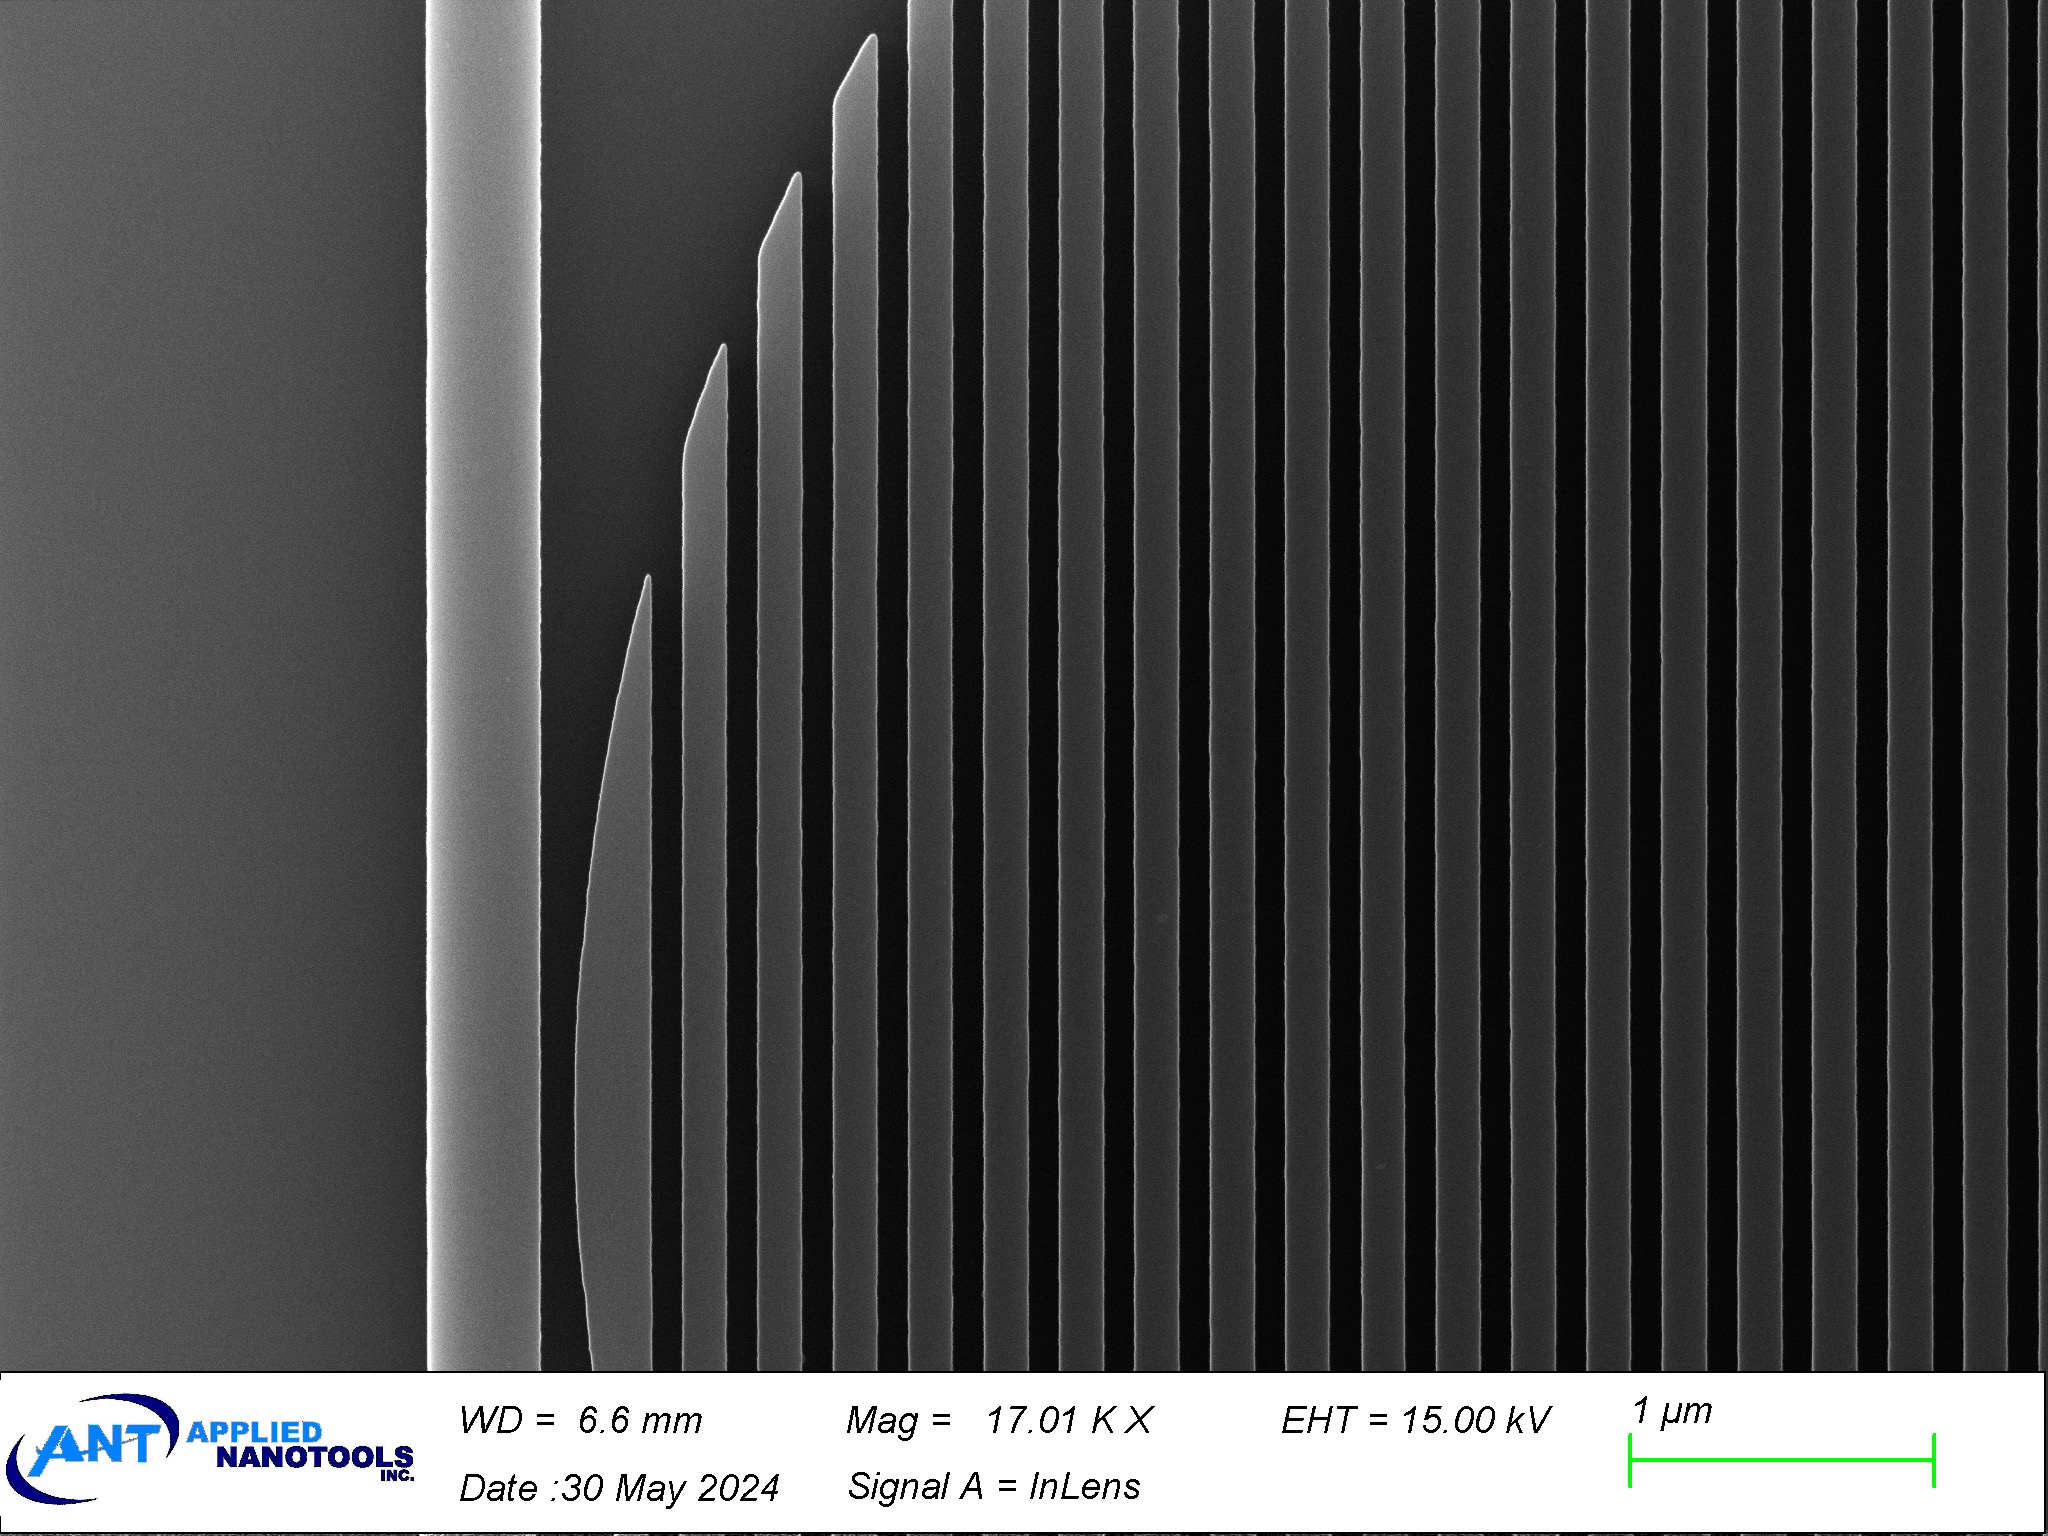 ANT APPLIED
NANOTOOLS
INC.
WD =  6.6 mm
Mag =   17.01 K X
EHT = 15.00 kV
1 µm
Date :30 May 2024
Signal A = InLens